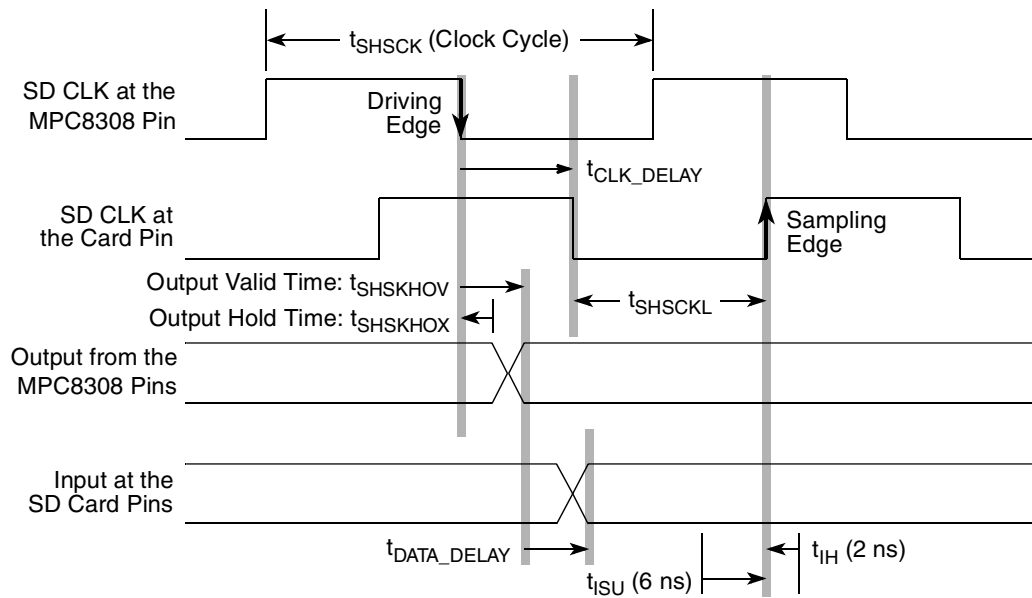 tSHSCK (Clock Cycle)
SD CLK at the
MPC8308 Pin
Driving
Edge
tCLK_DELAY
SD CLK at
the Card Pin
Sampling
Edge
Output Valid Time: tSHSKHOV
tSHSCKL
Output Hold Time: tSHSKHOX
Output from the
MPC8308 Pins
Input at the
SD Card Pins
tDATA_DELAY
tIH (2 ns)
tISU (6 ns)